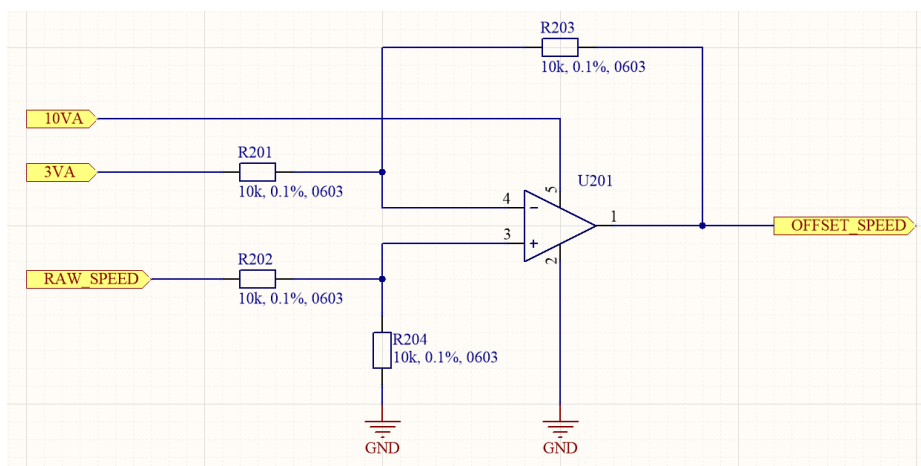 R203
10k, 0.1%, 0603
10VA
R201
3VA
10k, 0.1%, 0603
U201
5
4
−
1
OFFSET_SPEED
3
+
2
R202
RAW_SPEED
10k, 0.1%, 0603
R204
10k, 0.1%, 0603
GND
GND